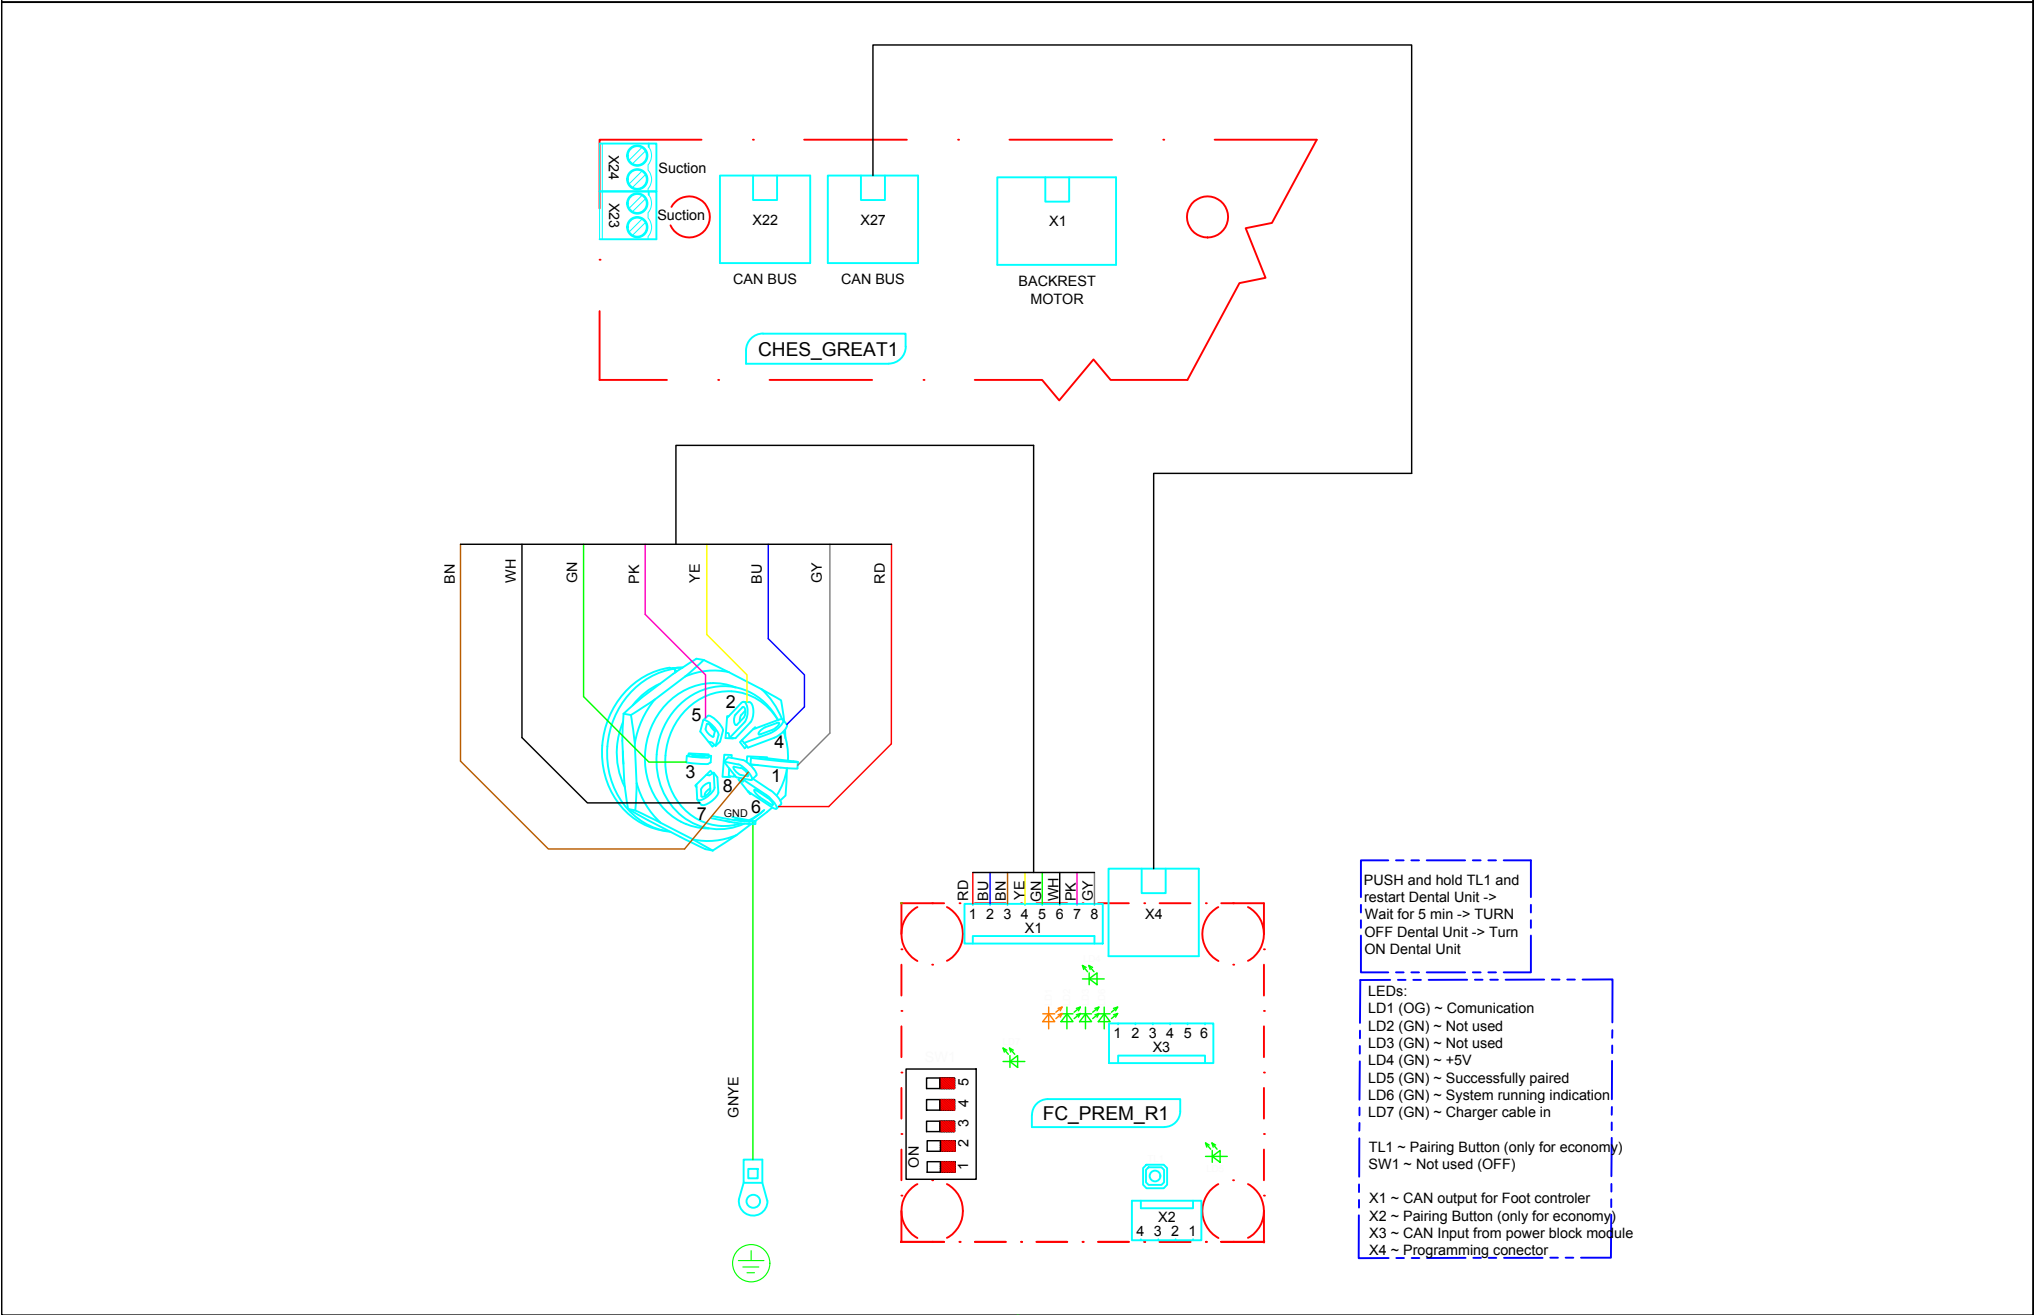 X24
Suction
X23
Suction
X22
X27
X1
CAN BUS
CAN BUS
BACKREST
MOTOR
CHES_GREAT1
BN
WH
GN
PK
YE
BU
GY
RD
2
5
4
3
1
8
7
GND
6
GNYE
RD
BU
BN
YE
GN
WH
PK
GY
1 2 3 4 5 6 7 8
X1
X4
1 2 3 4 5 6
X3
SW1
5
4
3
2
1
ON
FC_PREM_R1
X2
4 3 2 1
PUSH and hold TL1 and
restart Dental Unit ->
Wait for 5 min -> TURN
OFF Dental Unit -> Turn
ON Dental Unit
LEDs:
LD1 (OG) ~ Comunication
LD2 (GN) ~ Not used
LD3 (GN) ~ Not used
LD4 (GN) ~ +5V
LD5 (GN) ~ Successfully paired
LD6 (GN) ~ System running indication
LD7 (GN) ~ Charger cable in
TL1 ~ Pairing Button (only for economy)
SW1 ~ Not used (OFF)
X1 ~ CAN output for Foot controler
X2 ~ Pairing Button (only for economy)
X3 ~ CAN Input from power block module
X4 ~ Programming conector